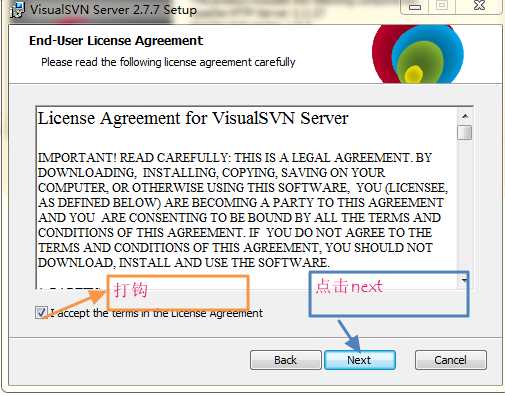 VisualSVN Server 2.7.7 Setup
End-User License Agreement
Please read the following license agreement carefully
License Agreement for VisualSVN Server
IMPORTANT! READ CAREFULLY: THIS IS A LEGAL AGREEMENT. BY
DOWNLOADING, INSTALLING, COPYING, SAVING ON YOUR
COMPUTER, OR OTHERWISE USING THIS SOFTWARE, YOU (LICENSEE,
AS DEFINED BELOW) ARE BECOMING A PARTY TO THIS AGREEMENT
AND YOU ARE CONSENTING TO BE BOUND BY ALL THE TERMS AND
CONDITIONS OF THIS AGREEMENT. IF YOU DO NOT AGREE TO THE
TERMS AND CONDITIONS OF THIS AGREEMENT, YOU SHOULD NOT
DOWNLOAD, INSTALL AND USE THE SOFTWARE.
打钩
点击next
I accept the terms in the License Agreement
Back
Next
Cancel